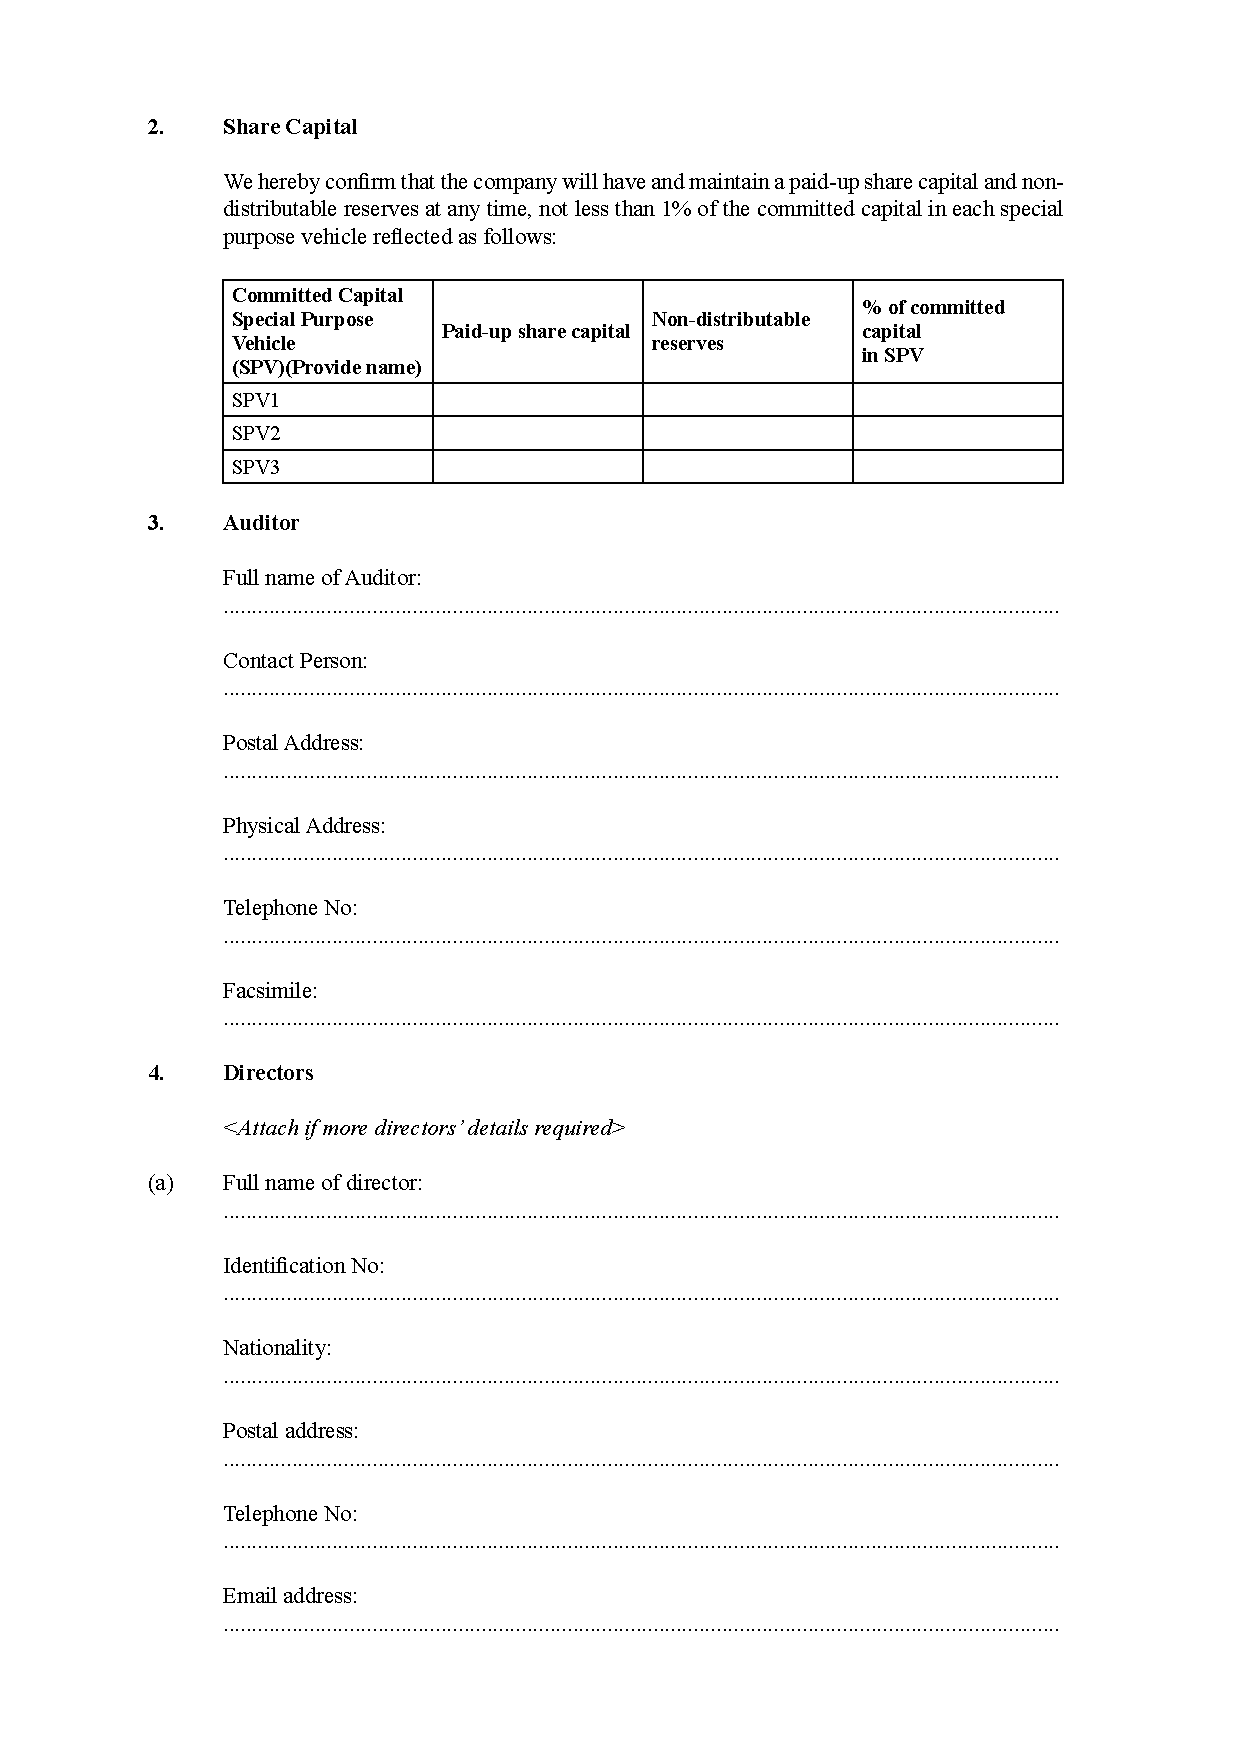 2. Share Capital
We hereby confirm that the company will have and maintain a paid-up share capital and non-
distributable reserves at any time, not less than 1% of the committed capital in each special
purpose vehicle reflected as follows:
Committed Capital
Special Purpose
Vehicle
(SPV)(Provide name)
Paid-up share capital
Non-distributable
reserves
% of committed
capital
in SPV
SPV1
SPV2
SPV3
3. Auditor
Full name of Auditor:
Contact Person:
Postal Address:
Physical Address:
Telephone No:
Facsimile:
4. Directors
<Attach if more directors’ details required>
(a) Full name of director:
Identification No:
Nationality:
Postal address:
Telephone No:
Email address: